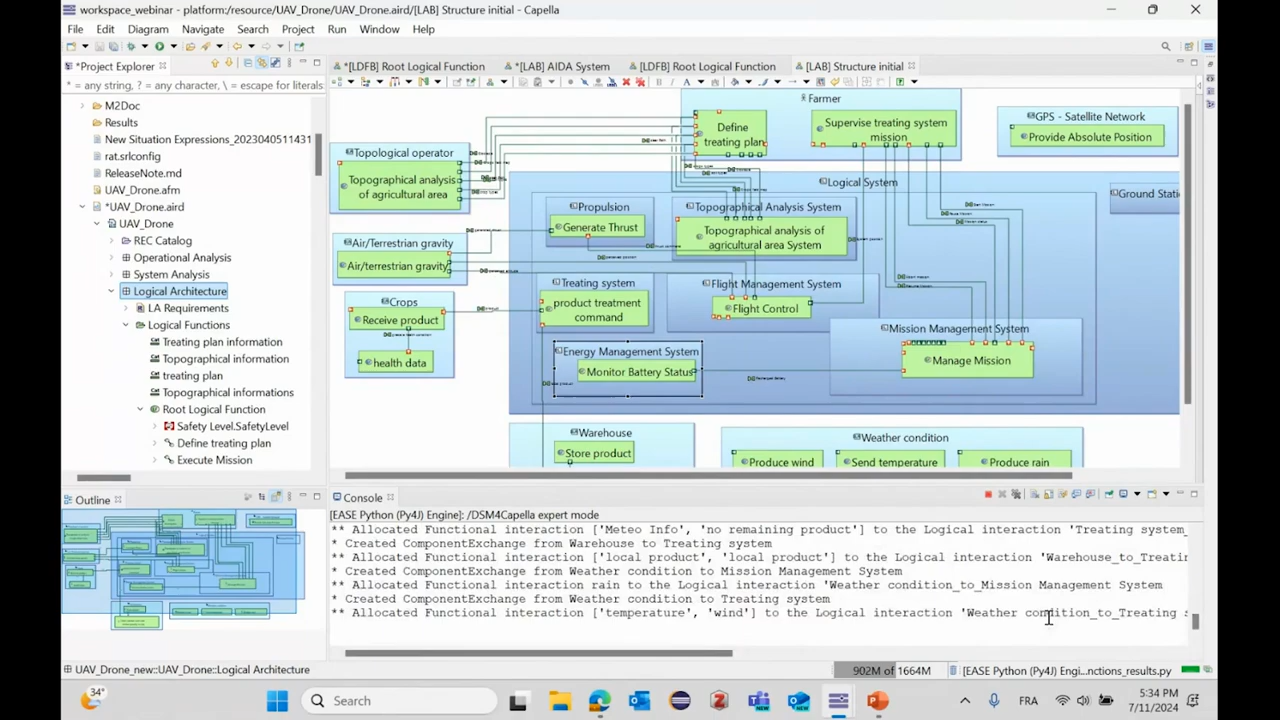 workspace_webinar - platform:/resource/UAV_Drone/UAV_Drone.aird/[LAB] Structure initial - Capella
File Edit Diagram Navigate Search Project Run Window Help
*Project Explorer
* = any string, ? = any character, \ = escape for literals:
M2Doc
Results
New Situation Expressions_2023040511431
rat.srlconfig
ReleaseNote.md
UAV_Drone.afm
*UAV_Drone.aird
UAV_Drone
REC Catalog
Operational Analysis
System Analysis
Logical Architecture
LA Requirements
Logical Functions
Treating plan information
Topographical information
treating plan
Topographical informations
Root Logical Function
Safety Level.SafetyLevel
Define treating plan
Execute Mission
*[LDFB] Root Logical Function
*[LAB] AIDA System
[LDFB] Root Logical Function
[LAB] Structure initial
Farmer
Define
treating plan
Supervise treating system
mission
GPS - Satellite Network
Provide Absolute Position
Topological operator
Topographical analysis
of agricultural area
Logical System
Ground Stati
Propulsion
Generate Thrust
Topographical Analysis System
Topographical analysis of
agricultural area System
Air/Terrestrian gravity
Air/terrestrian gravity
Treating system
product treatment
command
Flight Management System
Flight Control
Crops
Receive product
health data
Mission Management System
Manage Mission
Energy Management System
Monitor Battery Status
Warehouse
Store product
Weather condition
Produce wind
Send temperature
Produce rain
Outline
Console
[EASE Python (Py4J) Engine]: /DSM4Capella expert mode
** Allocated Functional interaction ['Meteo Info', 'no remaining product'] to the Logical interaction 'Treating system_
* Created ComponentExchange from Warehouse to Treating system
** Allocated Functional interaction ['local product', 'local product'] to the Logical interaction 'Warehouse_to_Treatin
* Created ComponentExchange from Weather condition to Mission Management System
** Allocated Functional interaction rain to the logical interaction 'Weather condition_to_Mission Management System
* Created ComponentExchange from Weather condition to Treating system
** Allocated Functional interaction ['temperature', 'wind'] to the logical interaction 'Weather condition_to_Treating s
UAV_Drone_new::UAV_Drone::Logical Architecture
902M of 1664M
[EASE Python (Py4J) Engi...nctions_results.py
34°
Search
FRA
5:34 PM
7/11/2024